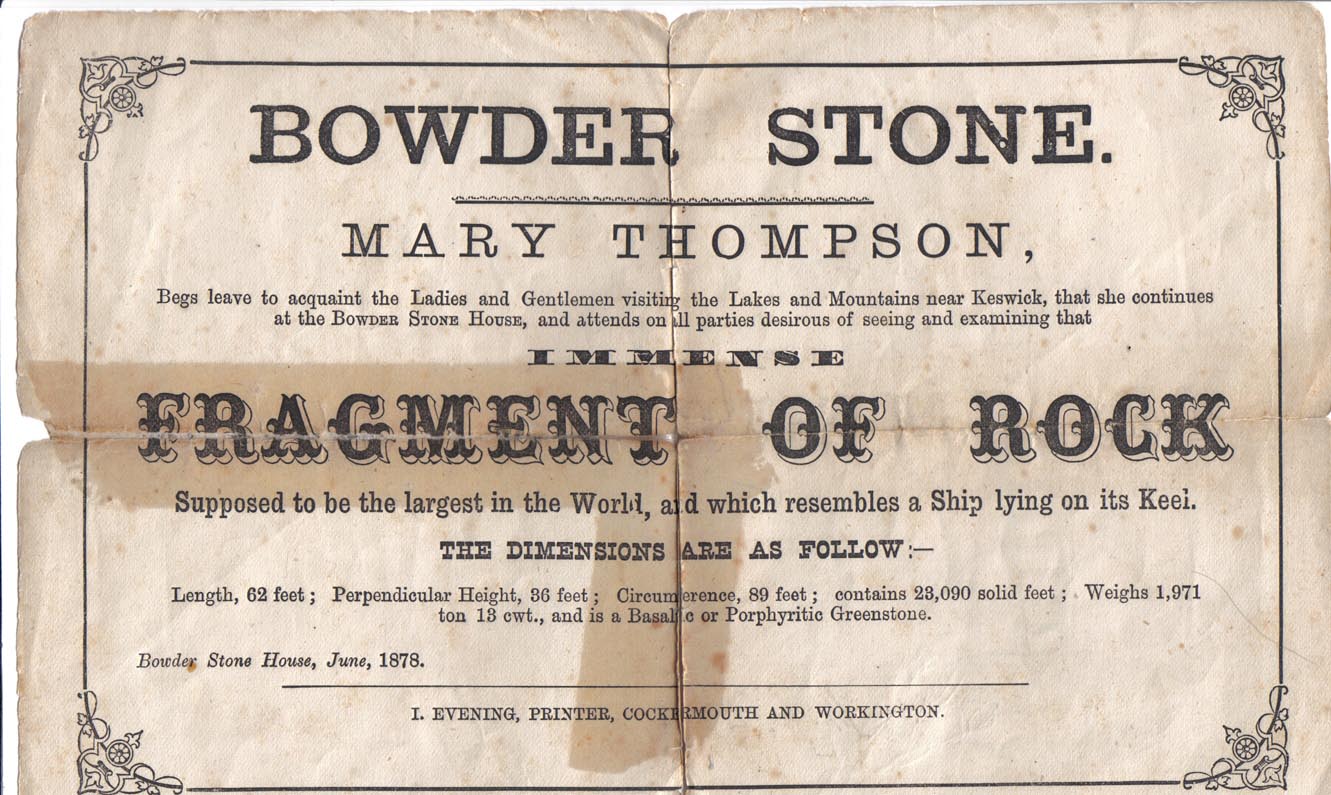 BOWDER STONE.
MARY THOMPSON,
Begs leave to acquaint the Ladies and Gentlemen visiting the Lakes and Mountains near Keswick, that she continues
at the BOWDER STONE HOUSE, and attends on all parties desirous of seeing and examining that
IMMENSE
FRAGMENT OF ROCK
Supposed to be the largest in the World, and which resembles a Ship lying on its Keel.
THE DIMENSIONS ARE AS FOLLOW:—
Length, 62 feet; Perpendicular Height, 36 feet; Circumference, 89 feet; contains 23,090 solid feet; Weighs 1,971
ton 13 cwt., and is a Basaltic or Porphyritic Greenstone.
Bowder Stone House, June, 1878.
I. EVENING, PRINTER, COCKERMOUTH AND WORKINGTON.